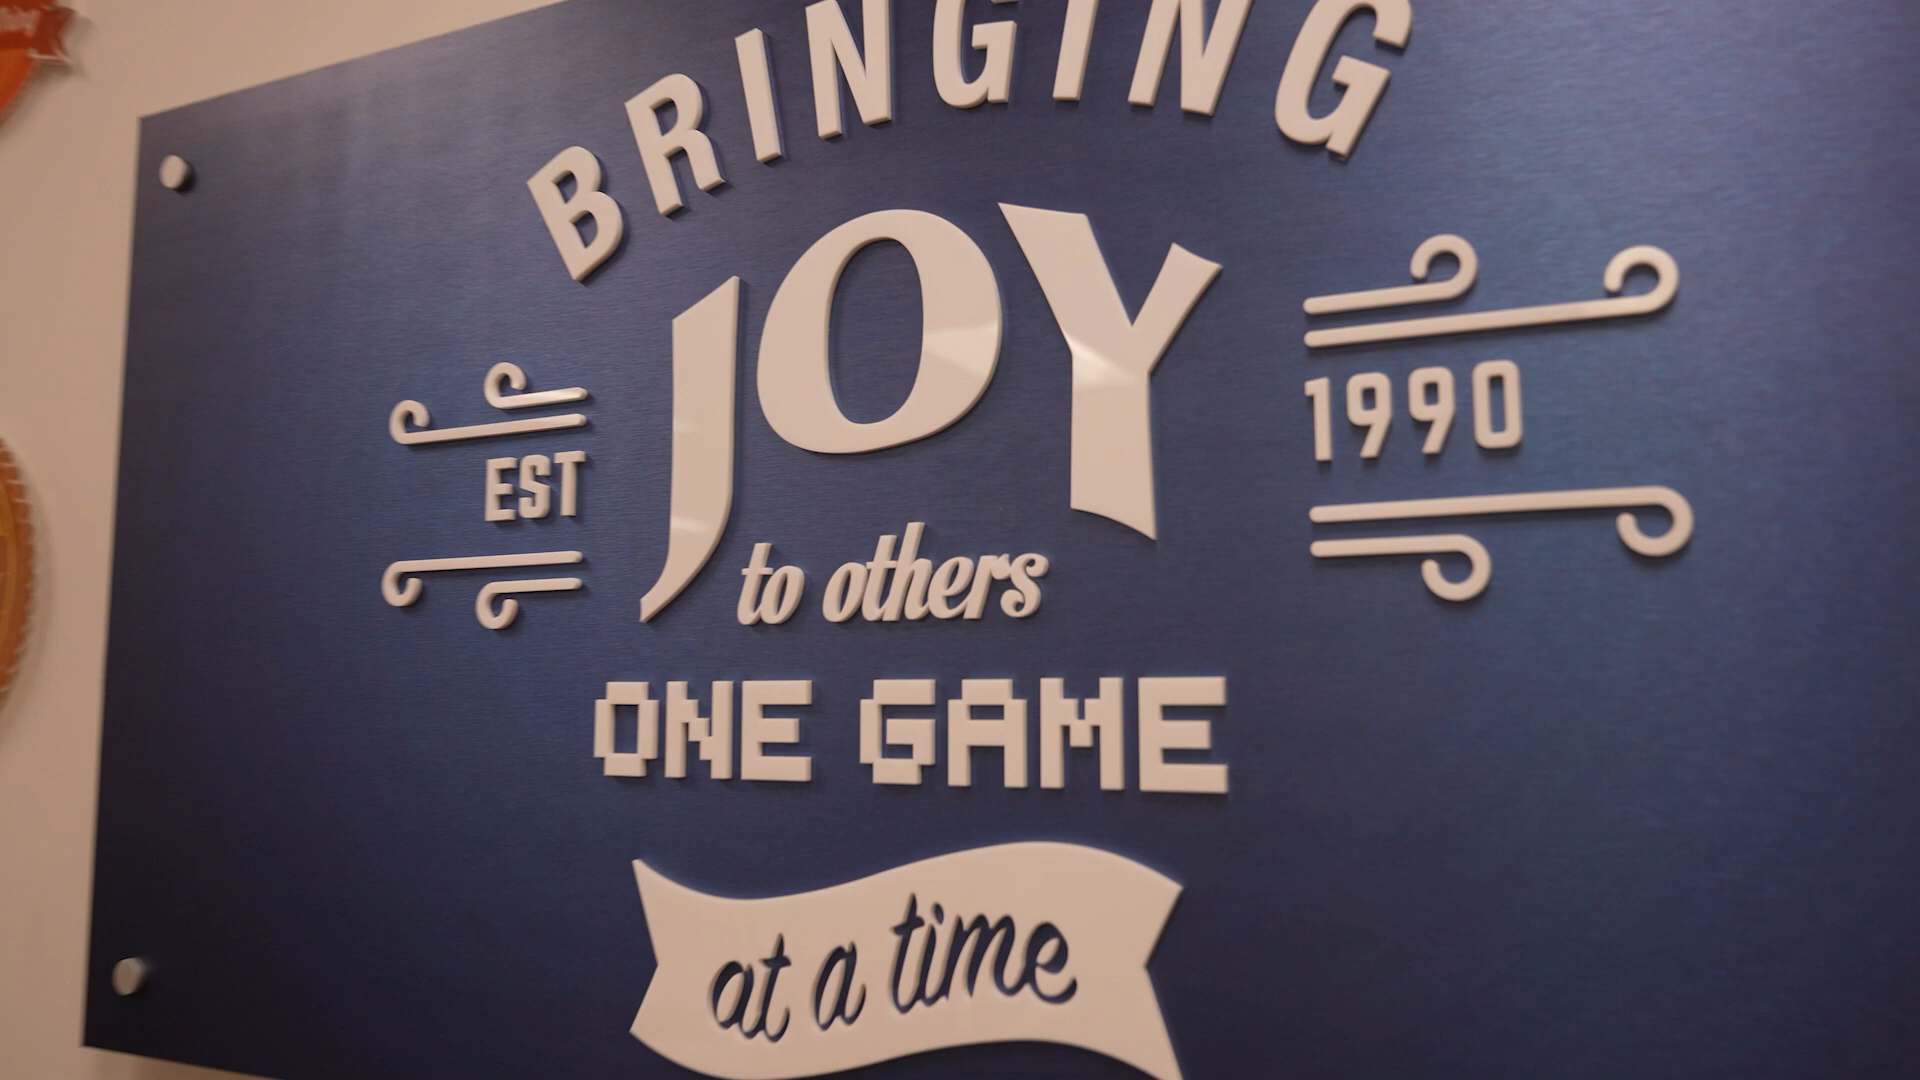 BRINGING
JOY
EST
1990
to others
ONE GAME
at a time